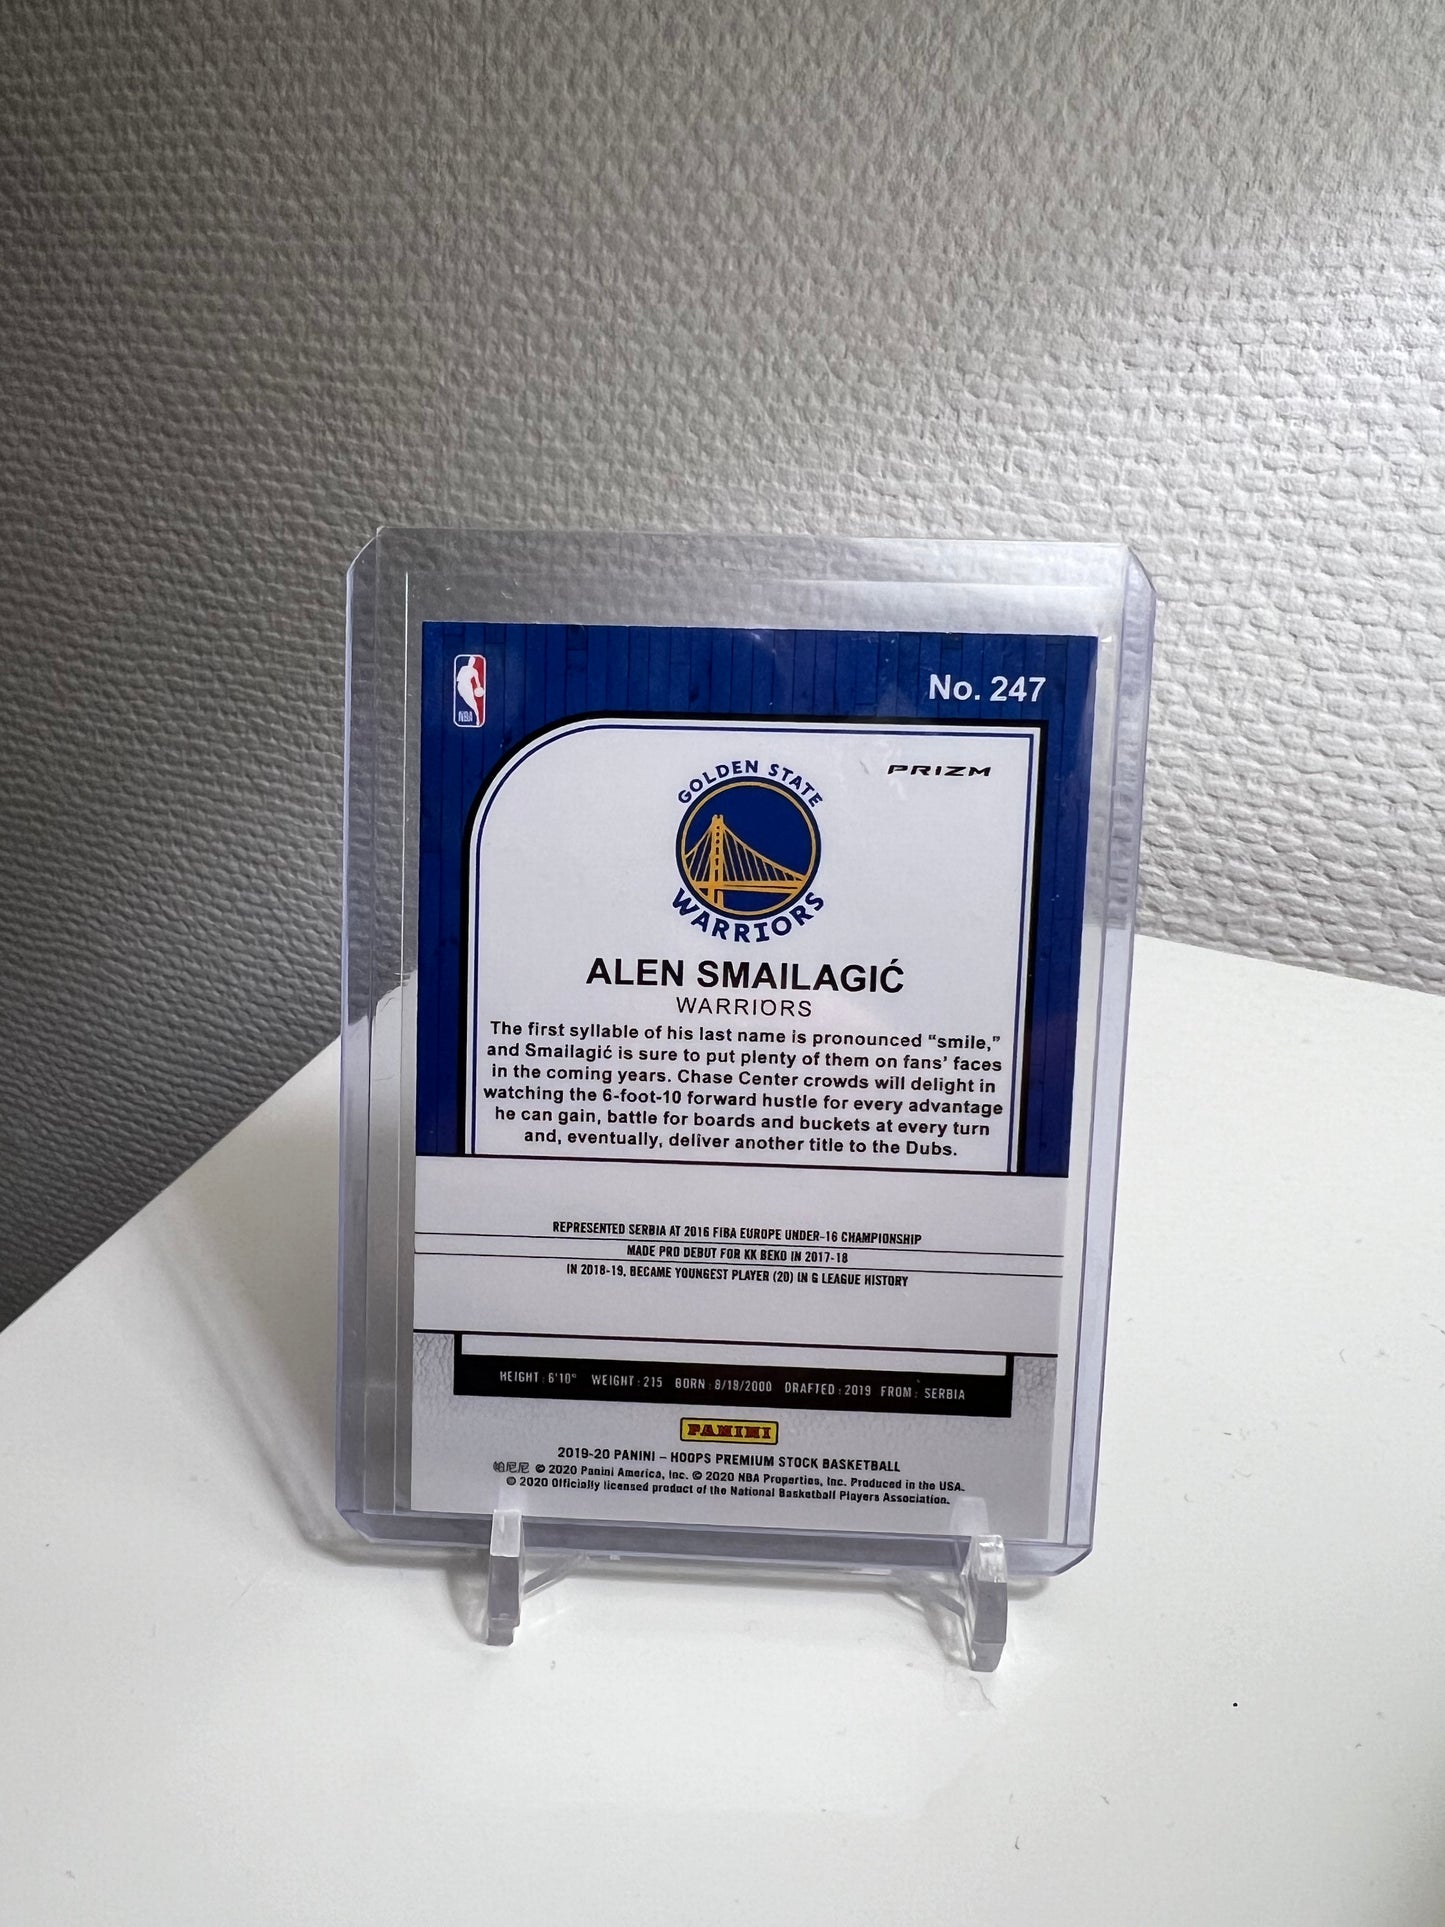 NBA
No. 247
PRIZM
GOLDEN STATE
WARRIORS
ALEN SMAILAGIĆ
WARRIORS
The first syllable of his last name is pronounced “smile,”
and Smailagić is sure to put plenty of them on fans’ faces
in the coming years. Chase Center crowds will delight in
watching the 6-foot-10 forward hustle for every advantage
he can gain, battle for boards and buckets at every turn
and, eventually, deliver another title to the Dubs.
REPRESENTED SERBIA AT 2016 FIBA EUROPE UNDER-16 CHAMPIONSHIP
MADE PRO DEBUT FOR KK BEKO IN 2017-18
IN 2018-19, BECAME YOUNGEST PLAYER (20) IN G LEAGUE HISTORY
HEIGHT: 6'10" WEIGHT: 215 BORN: 8/19/2000 DRAFTED: 2019 FROM: SERBIA
PANINI
2019-20 PANINI – HOOPS PREMIUM STOCK BASKETBALL
帕尼尼 © 2020 Panini America, Inc. © 2020 NBA Properties, Inc. Produced in the USA.
© 2020 Officially licensed product of the National Basketball Players Association.